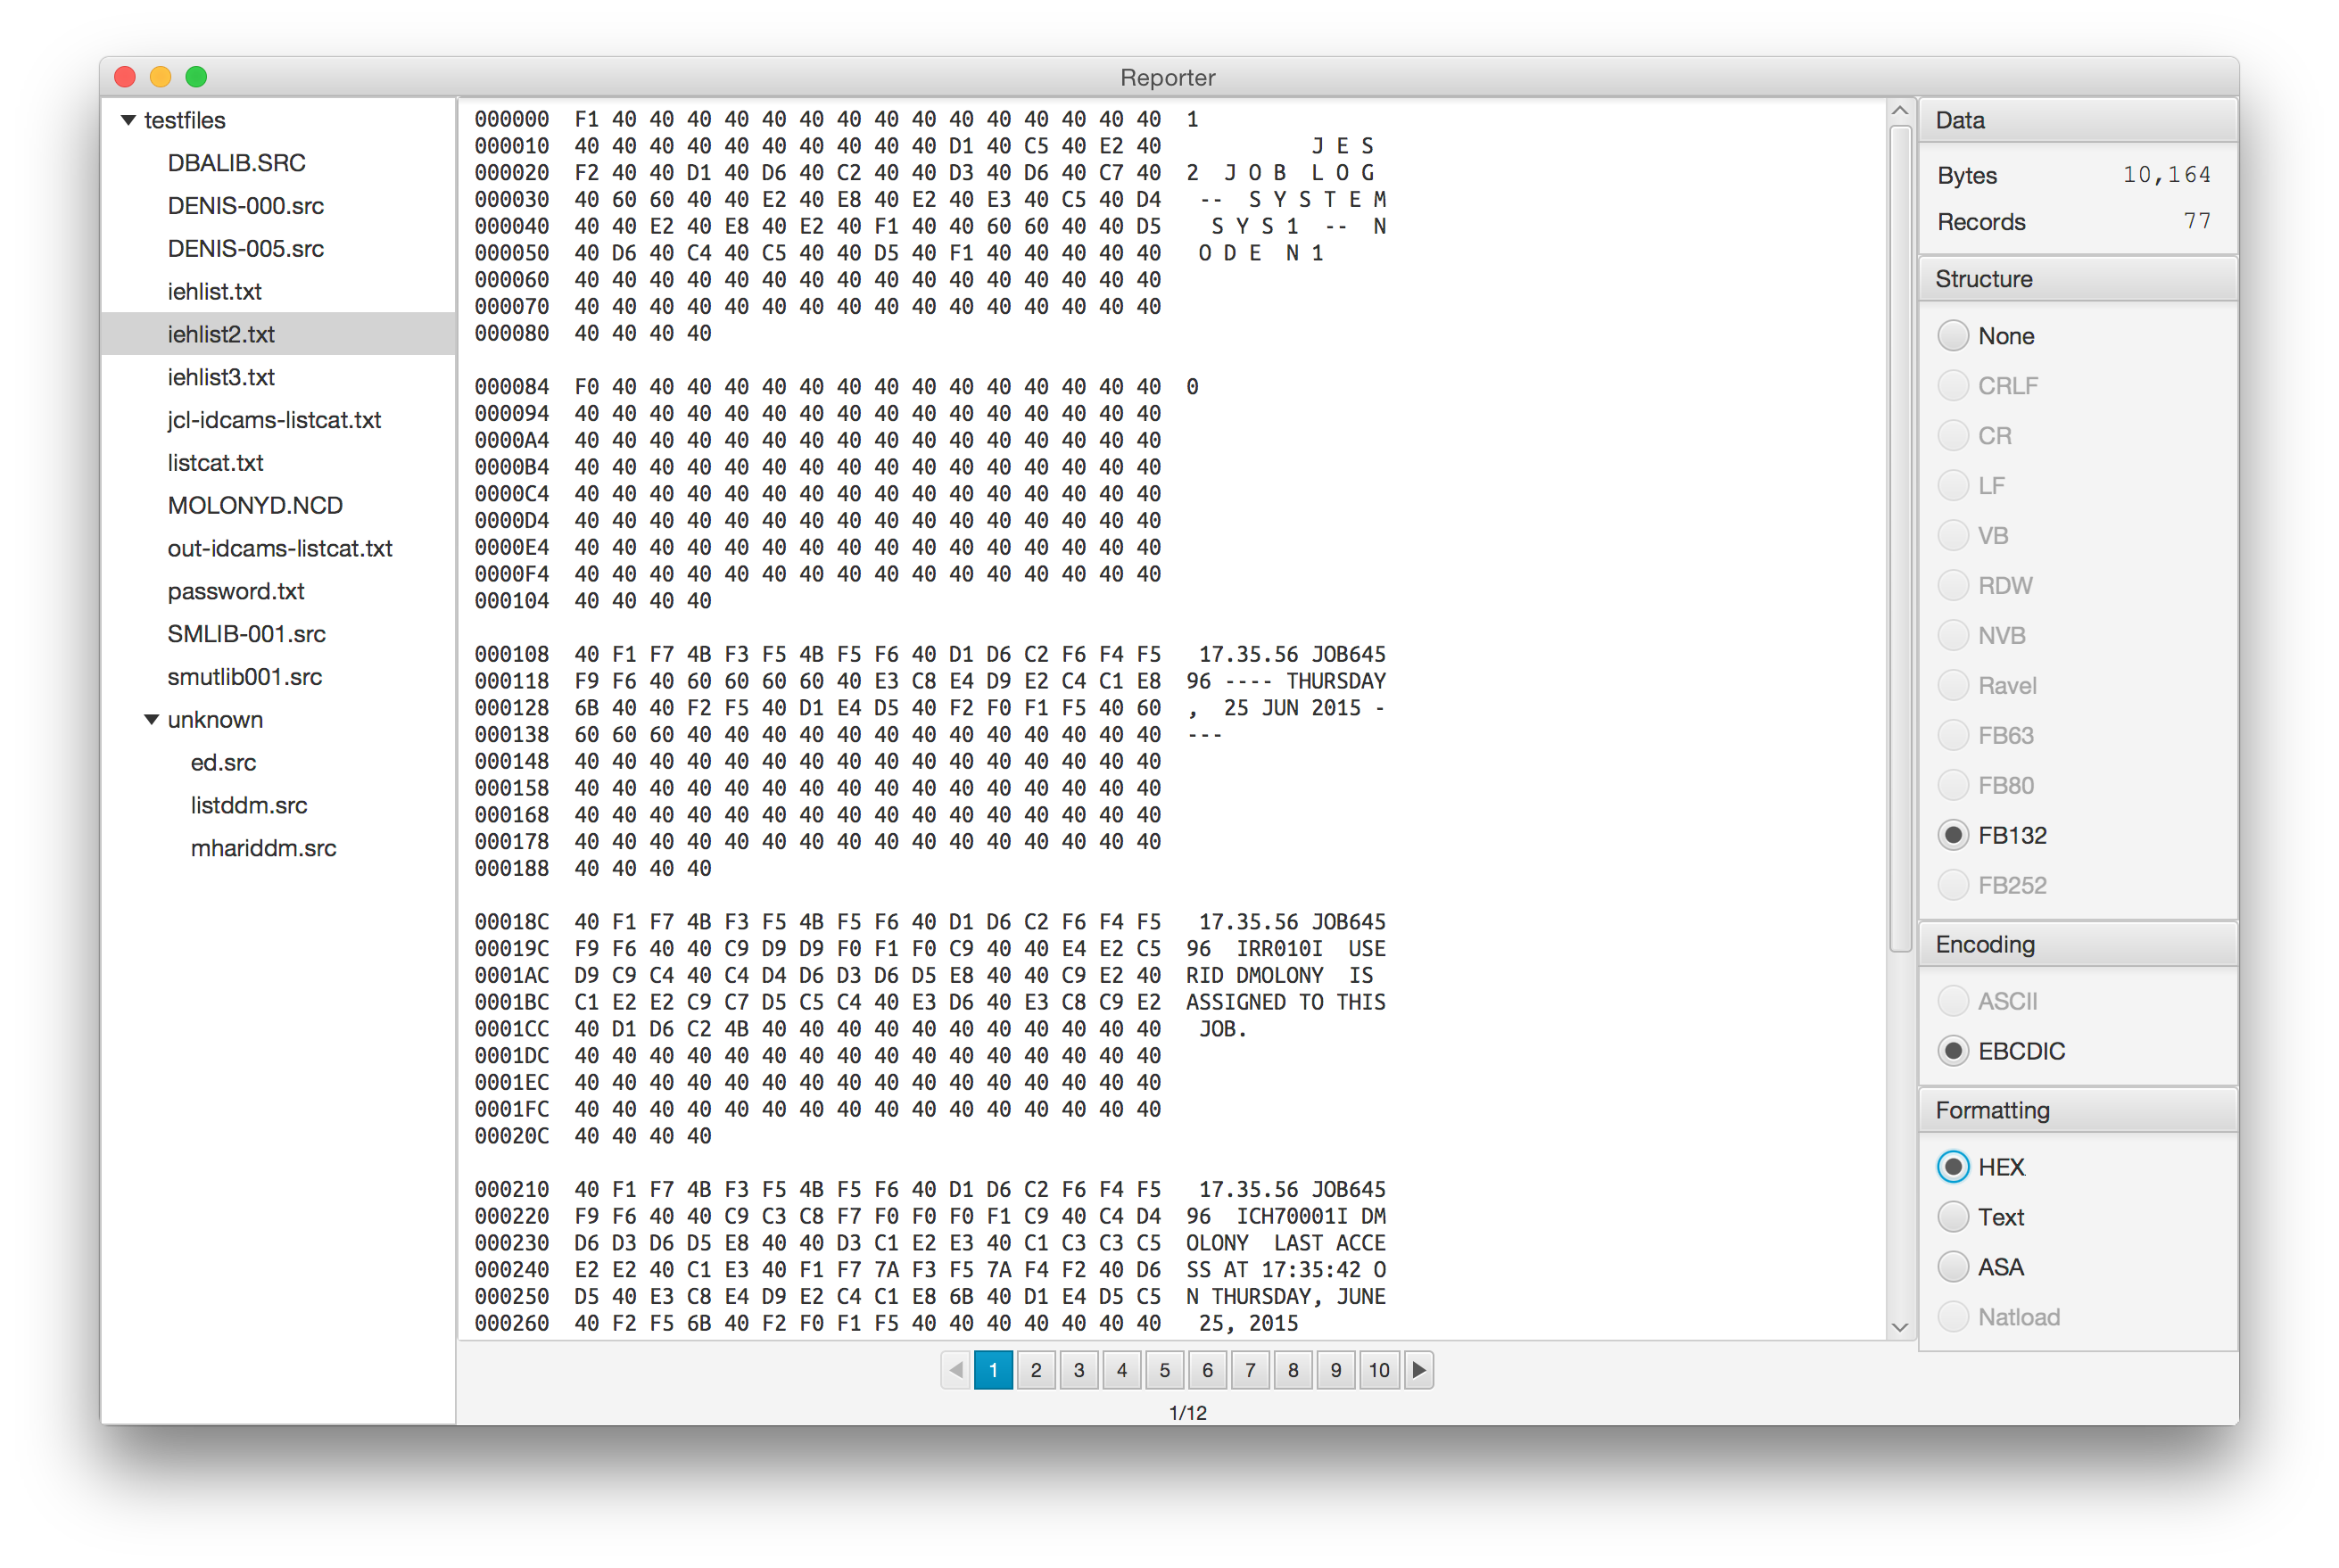 Reporter
testfiles
DBALIB.SRC
DENIS-000.src
DENIS-005.src
iehlist.txt
iehlist2.txt
iehlist3.txt
jcl-idcams-listcat.txt
listcat.txt
MOLONYD.NCD
out-idcams-listcat.txt
password.txt
SMLIB-001.src
smutlib001.src
unknown
ed.src
listddm.src
mhariddm.src
000000 F1 40 40 40 40 40 40 40 40 40 40 40 40 40 40 40 1
000010 40 40 40 40 40 40 40 40 40 40 D1 40 C5 40 E2 40 J E S
000020 F2 40 40 D1 40 D6 40 C2 40 40 D3 40 D6 40 C7 40 2 J O B L O G
000030 40 60 60 40 40 E2 40 E8 40 E2 40 E3 40 C5 40 D4 -- S Y S T E M
000040 40 40 E2 40 E8 40 E2 40 F1 40 40 60 60 40 40 D5 S Y S 1 -- N
000050 40 D6 40 C4 40 C5 40 40 D5 40 F1 40 40 40 40 40 O D E N 1
000060 40 40 40 40 40 40 40 40 40 40 40 40 40 40 40 40
000070 40 40 40 40 40 40 40 40 40 40 40 40 40 40 40 40
000080 40 40 40 40
000084 F0 40 40 40 40 40 40 40 40 40 40 40 40 40 40 40 0
000094 40 40 40 40 40 40 40 40 40 40 40 40 40 40 40 40
0000A4 40 40 40 40 40 40 40 40 40 40 40 40 40 40 40 40
0000B4 40 40 40 40 40 40 40 40 40 40 40 40 40 40 40 40
0000C4 40 40 40 40 40 40 40 40 40 40 40 40 40 40 40 40
0000D4 40 40 40 40 40 40 40 40 40 40 40 40 40 40 40 40
0000E4 40 40 40 40 40 40 40 40 40 40 40 40 40 40 40 40
0000F4 40 40 40 40 40 40 40 40 40 40 40 40 40 40 40 40
000104 40 40 40 40
000108 40 F1 F7 4B F3 F5 4B F5 F6 40 D1 D6 C2 F6 F4 F5 17.35.56 JOB645
000118 F9 F6 40 60 60 60 60 40 E3 C8 E4 D9 E2 C4 C1 E8 96 ---- THURSDAY
000128 6B 40 40 F2 F5 40 D1 E4 D5 40 F2 F0 F1 F5 40 60 , 25 JUN 2015 -
000138 60 60 60 40 40 40 40 40 40 40 40 40 40 40 40 40 ---
000148 40 40 40 40 40 40 40 40 40 40 40 40 40 40 40 40
000158 40 40 40 40 40 40 40 40 40 40 40 40 40 40 40 40
000168 40 40 40 40 40 40 40 40 40 40 40 40 40 40 40 40
000178 40 40 40 40 40 40 40 40 40 40 40 40 40 40 40 40
000188 40 40 40 40
00018C 40 F1 F7 4B F3 F5 4B F5 F6 40 D1 D6 C2 F6 F4 F5 17.35.56 JOB645
00019C F9 F6 40 40 C9 D9 D9 F0 F1 F0 C9 40 40 E4 E2 C5 96 IRR010I USE
0001AC D9 C9 C4 40 C4 D4 D6 D3 D6 D5 E8 40 40 C9 E2 40 RID DMOLONY IS
0001BC C1 E2 E2 C9 C7 D5 C5 C4 40 E3 D6 40 E3 C8 C9 E2 ASSIGNED TO THIS
0001CC 40 D1 D6 C2 4B 40 40 40 40 40 40 40 40 40 40 40 JOB.
0001DC 40 40 40 40 40 40 40 40 40 40 40 40 40 40 40 40
0001EC 40 40 40 40 40 40 40 40 40 40 40 40 40 40 40 40
0001FC 40 40 40 40 40 40 40 40 40 40 40 40 40 40 40 40
00020C 40 40 40 40
000210 40 F1 F7 4B F3 F5 4B F5 F6 40 D1 D6 C2 F6 F4 F5 17.35.56 JOB645
000220 F9 F6 40 40 C9 C3 C8 F7 F0 F0 F0 F1 C9 40 C4 D4 96 ICH70001I DM
000230 D6 D3 D6 D5 E8 40 40 D3 C1 E2 E3 40 C1 C3 C3 C5 OLONY LAST ACCE
000240 E2 E2 40 C1 E3 40 F1 F7 7A F3 F5 7A F4 F2 40 D6 SS AT 17:35:42 O
000250 D5 40 E3 C8 E4 D9 E2 C4 C1 E8 6B 40 D1 E4 D5 C5 N THURSDAY, JUNE
000260 40 F2 F5 6B 40 F2 F0 F1 F5 40 40 40 40 40 40 40 25, 2015
1 2 3 4 5 6 7 8 9 10
1/12
Data
Bytes 10,164
Records 77
Structure
None
CRLF
CR
LF
VB
RDW
NVB
Ravel
FB63
FB80
FB132
FB252
Encoding
ASCII
EBCDIC
Formatting
HEX
Text
ASA
Natload